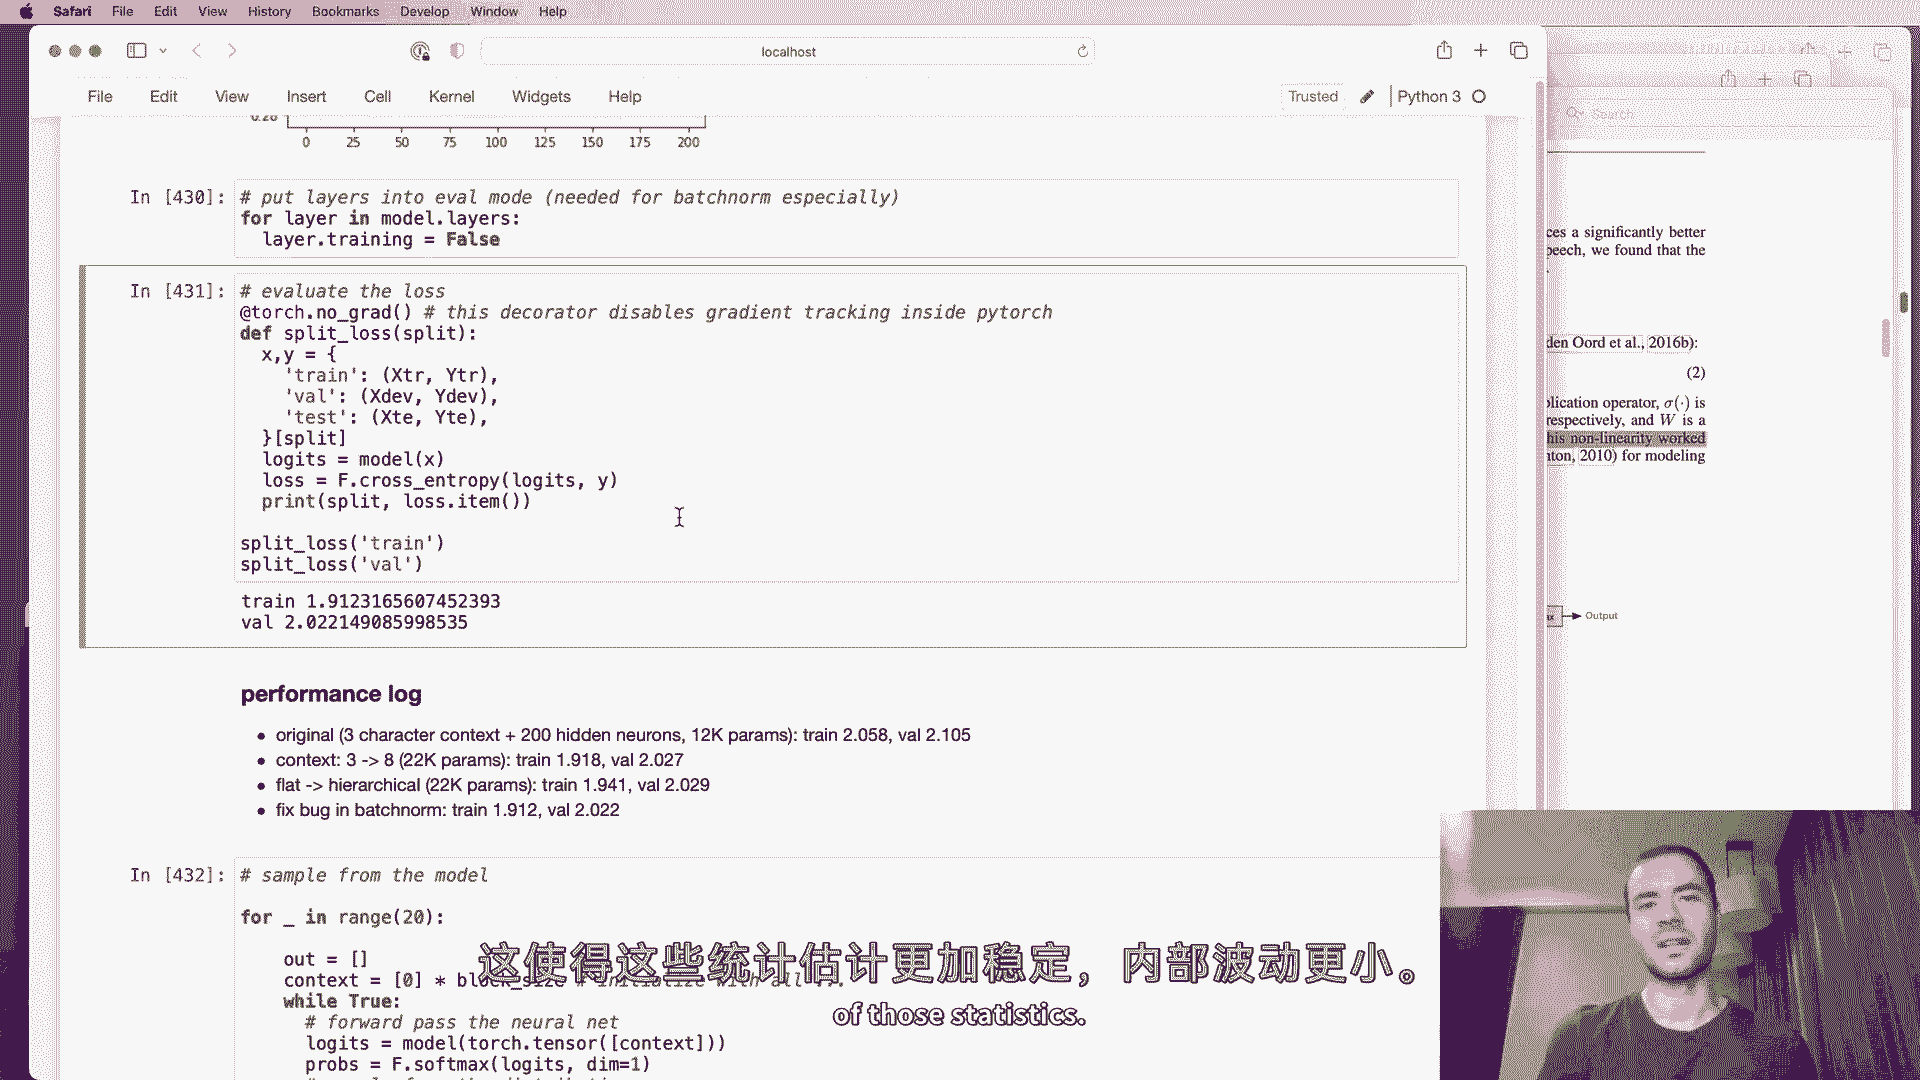 Safari File Edit View History Bookmarks Develop Window Help
localhost
File Edit View Insert Cell Kernel Widgets Help
Trusted Python 3
Search
0.20
0 25 50 75 100 125 150 175 200
In [430]: # put layers into eval mode (needed for batchnorm especially)
for layer in model.layers:
layer.training = False
In [431]: # evaluate the loss
@torch.no_grad() # this decorator disables gradient tracking inside pytorch
def split_loss(split):
x,y = {
'train': (Xtr, Ytr),
'val': (Xdev, Ydev),
'test': (Xte, Yte),
}[split]
logits = model(x)
loss = F.cross_entropy(logits, y)
print(split, loss.item())
split_loss('train')
split_loss('val')
train 1.9123165607452393
val 2.022149085998535
performance log
• original (3 character context + 200 hidden neurons, 12K params): train 2.058, val 2.105
• context: 3 -> 8 (22K params): train 1.918, val 2.027
• flat -> hierarchical (22K params): train 1.941, val 2.029
• fix bug in batchnorm: train 1.912, val 2.022
In [432]: # sample from the model
for _ in range(20):
out = []
context = [0] * block_size # initialize with all ...
while True:
# forward pass the neural net
logits = model(torch.tensor([context]))
probs = F.softmax(logits, dim=1)
ces a significantly better
peech, we found that the
den Oord et al., 2016b):
(2)
plication operator, σ(·) is
respectively, and W is a
his non-linearity worked
nton, 2010) for modeling
Output
这使得这些统计估计更加稳定，内部波动更小。
of those statistics.